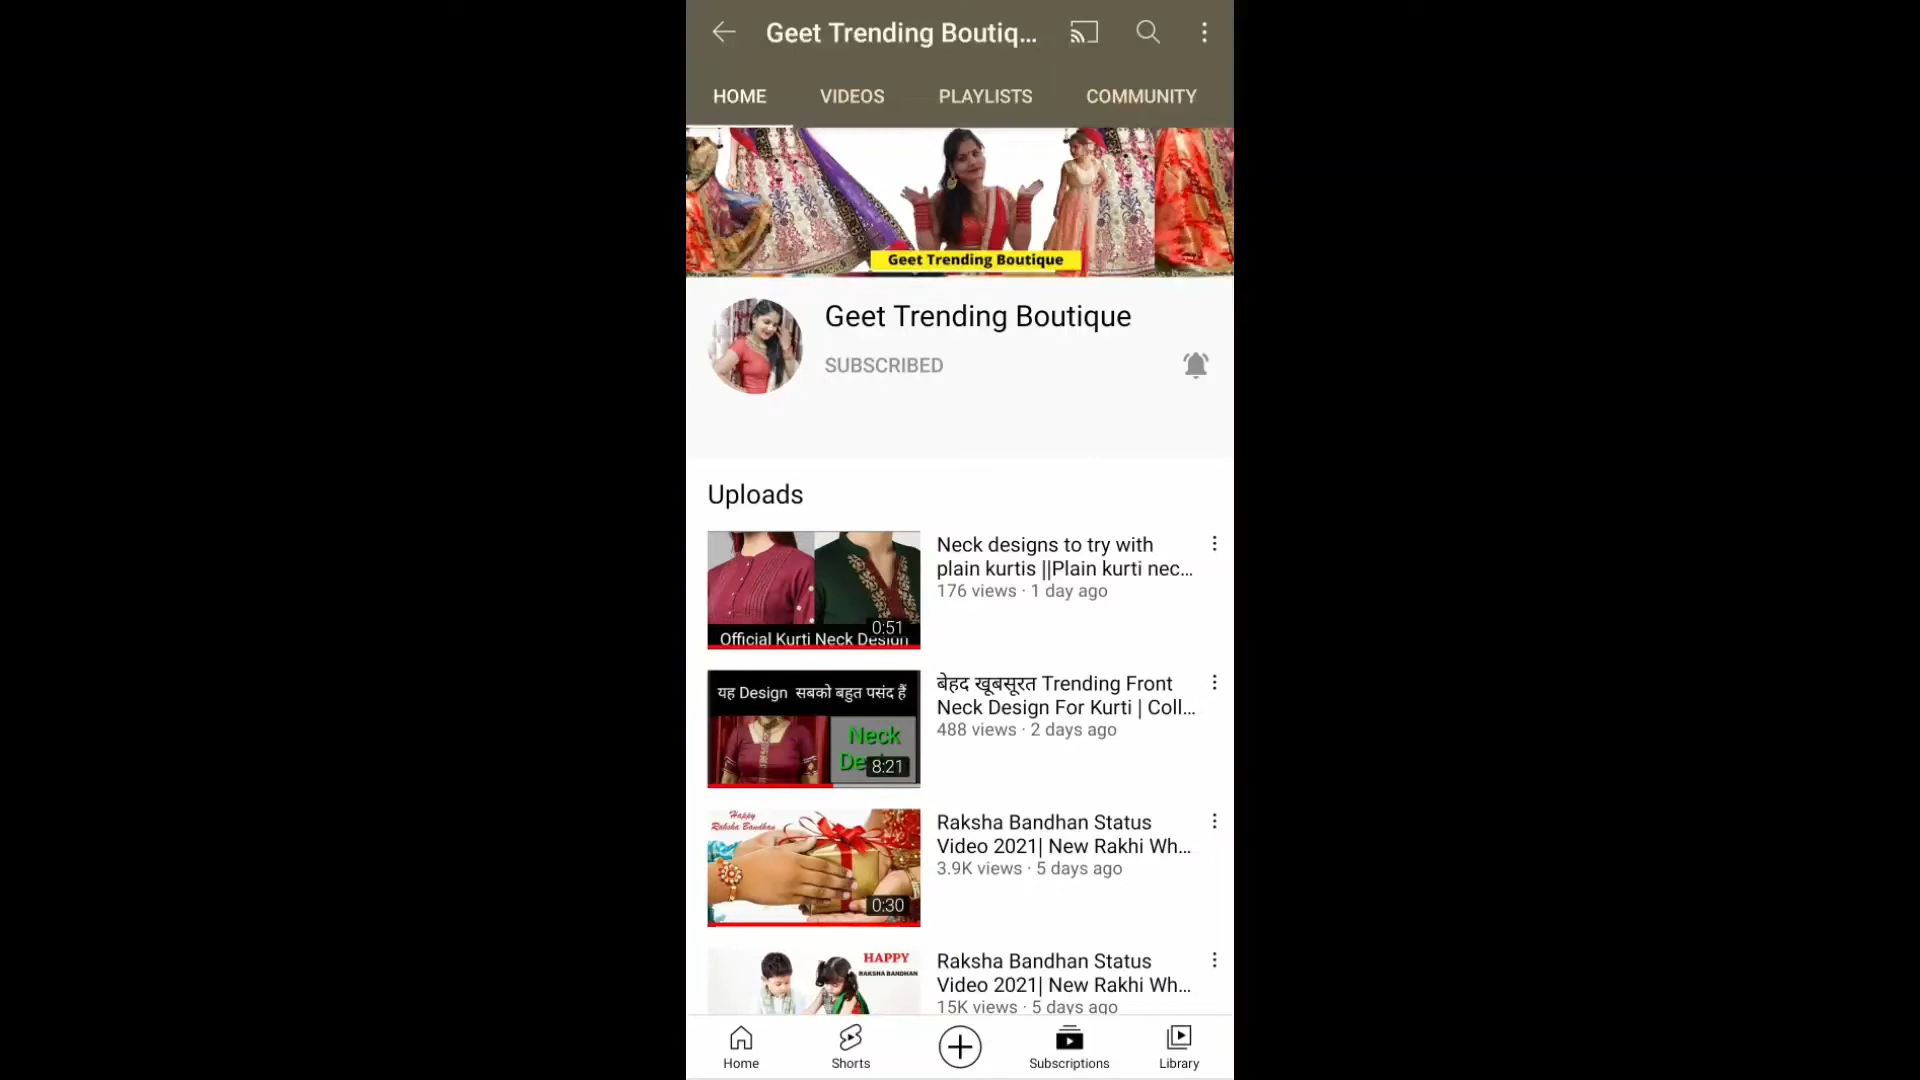 Geet Trending Boutiq...
HOME VIDEOS PLAYLISTS COMMUNITY
Geet Trending Boutique
Geet Trending Boutique
SUBSCRIBED
Uploads
Official Kurti Neck Design
0:51
Neck designs to try with
plain kurtis ||Plain kurti nec...
176 views · 1 day ago
यह Design सबको बहुत पसंद हैं
Neck
De
8:21
बेहद खूबसूरत Trending Front
Neck Design For Kurti | Coll...
488 views · 2 days ago
Happy
Raksha Bandhan
0:30
Raksha Bandhan Status
Video 2021| New Rakhi Wh...
3.9K views · 5 days ago
HAPPY
RAKSHA BANDHAN
Raksha Bandhan Status
Video 2021| New Rakhi Wh...
15K views · 5 days ago
Home Shorts Subscriptions Library